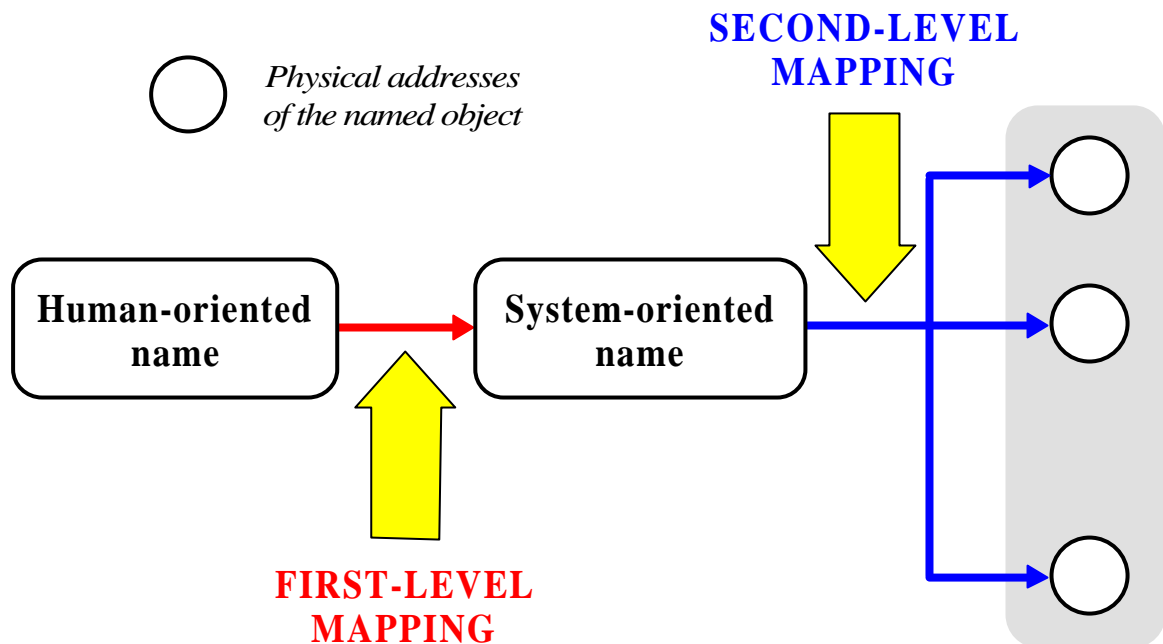 SECOND-LEVEL
MAPPING
Physical addresses
of the named object
Human-oriented
name
System-oriented
name
FIRST-LEVEL
MAPPING